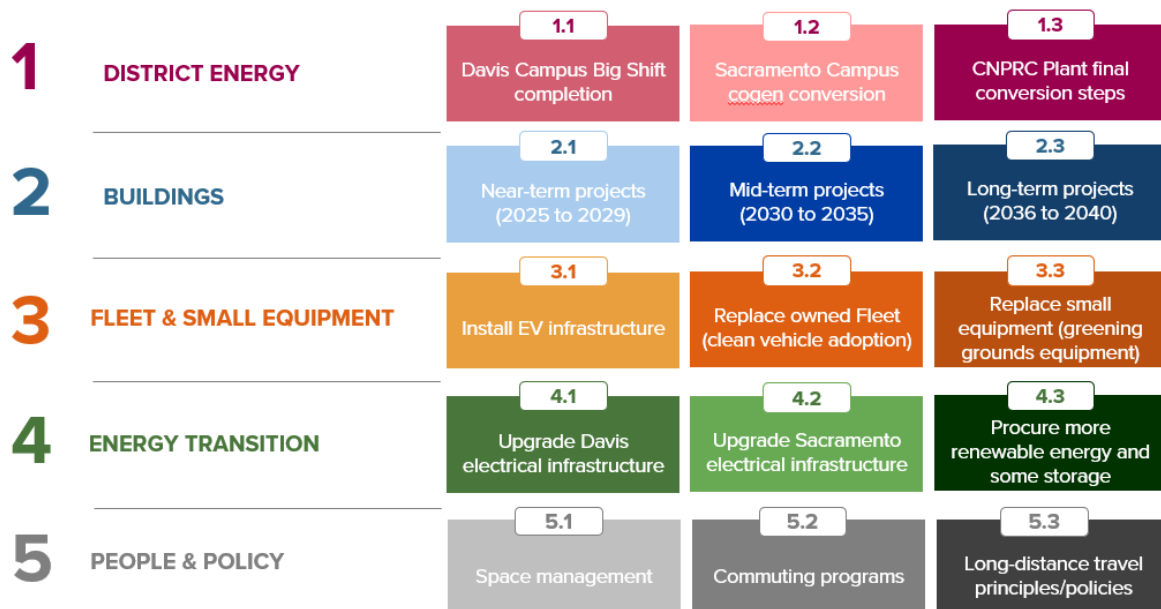 1
DISTRICT ENERGY
1.1
Davis Campus Big Shift
completion
1.2
Sacramento Campus
cogen conversion
1.3
CNPRC Plant final
conversion steps
2
BUILDINGS
2.1
Near-term projects
(2025 to 2029)
2.2
Mid-term projects
(2030 to 2035)
2.3
Long-term projects
(2036 to 2040)
3
FLEET & SMALL EQUIPMENT
3.1
Install EV infrastructure
3.2
Replace owned Fleet
(clean vehicle adoption)
3.3
Replace small
equipment (greening
grounds equipment)
4
ENERGY TRANSITION
4.1
Upgrade Davis
electrical infrastructure
4.2
Upgrade Sacramento
electrical infrastructure
4.3
Procure more
renewable energy and
some storage
5
PEOPLE & POLICY
5.1
Space management
5.2
Commuting programs
5.3
Long-distance travel
principles/policies